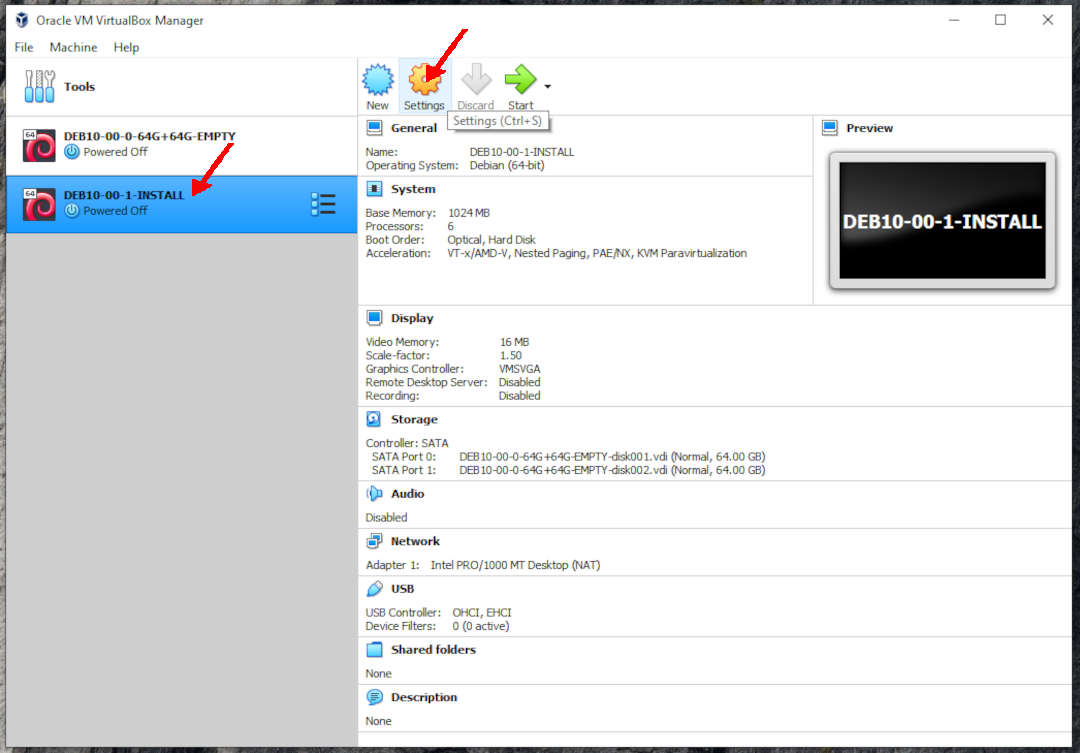 Oracle VM VirtualBox Manager
File Machine Help
Tools
New Settings Discard Start
Settings (Ctrl+S)
64
DEB10-00-0-64G+64G-EMPTY
Powered Off
64
DEB10-00-1-INSTALL
Powered Off
General
Name: DEB10-00-1-INSTALL
Operating System: Debian (64-bit)
System
Base Memory: 1024 MB
Processors: 6
Boot Order: Optical, Hard Disk
Acceleration: VT-x/AMD-V, Nested Paging, PAE/NX, KVM Paravirtualization
Preview
DEB10-00-1-INSTALL
Display
Video Memory: 16 MB
Scale-factor: 1.50
Graphics Controller: VMSVGA
Remote Desktop Server: Disabled
Recording: Disabled
Storage
Controller: SATA
SATA Port 0: DEB10-00-0-64G+64G-EMPTY-disk001.vdi (Normal, 64.00 GB)
SATA Port 1: DEB10-00-0-64G+64G-EMPTY-disk002.vdi (Normal, 64.00 GB)
Audio
Disabled
Network
Adapter 1: Intel PRO/1000 MT Desktop (NAT)
USB
USB Controller: OHCI, EHCI
Device Filters: 0 (0 active)
Shared folders
None
Description
None